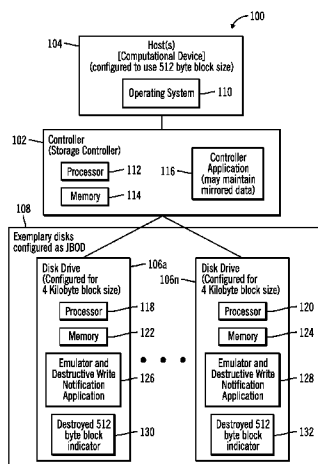 100
104
Host(s)
[Computational Device]
(configured to use 512 byte block size)
Operating System
110
102
Controller
(Storage Controller)
Processor
112
Memory
114
116
Controller
Application
(may maintain
mirrored data)
108
Exemplary disks
configured as JBOD
106a
Disk Drive
(Configured for
4 Kilobyte block size)
Processor
118
Memory
122
Emulator and
Destructive Write
Notification
Application
126
Destroyed 512
byte block
indicator
130
106n
Disk Drive
(Configured for
4 Kilobyte block size)
Processor
120
Memory
124
Emulator and
Destructive Write
Notification
Application
128
Destroyed 512
byte block
indicator
132